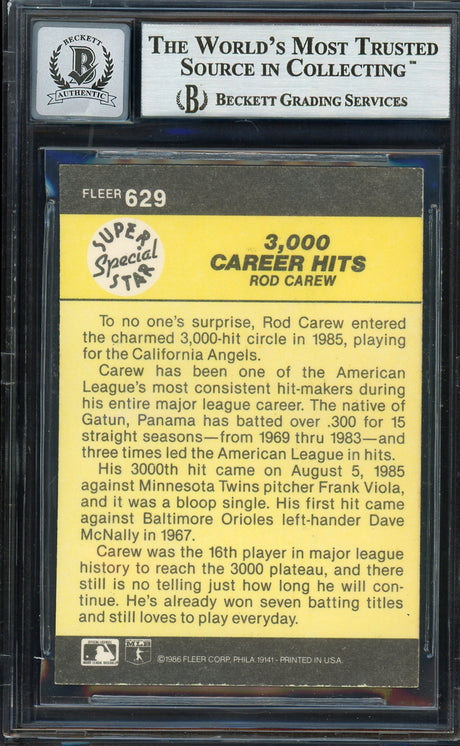 BECKETT
B
AUTHENTIC
THE WORLD'S MOST TRUSTED
SOURCE IN COLLECTING™
B BECKETT GRADING SERVICES
FLEER 629
SUPER
Special
STAR
3,000
CAREER HITS
ROD CAREW
To no one's surprise, Rod Carew entered
the charmed 3,000-hit circle in 1985, playing
for the California Angels.
Carew has been one of the American
League's most consistent hit-makers during
his entire major league career. The native of
Gatun, Panama has batted over .300 for 15
straight seasons—from 1969 thru 1983—and
three times led the American League in hits.
His 3000th hit came on August 5, 1985
against Minnesota Twins pitcher Frank Viola,
and it was a bloop single. His first hit came
against Baltimore Orioles left-hander Dave
McNally in 1967.
Carew was the 16th player in major league
history to reach the 3000 plateau, and there
still is no telling just how long he will con-
tinue. He's already won seven batting titles
and still loves to play everyday.
©1986 FLEER CORP., PHILA. 19141 - PRINTED IN U.S.A.